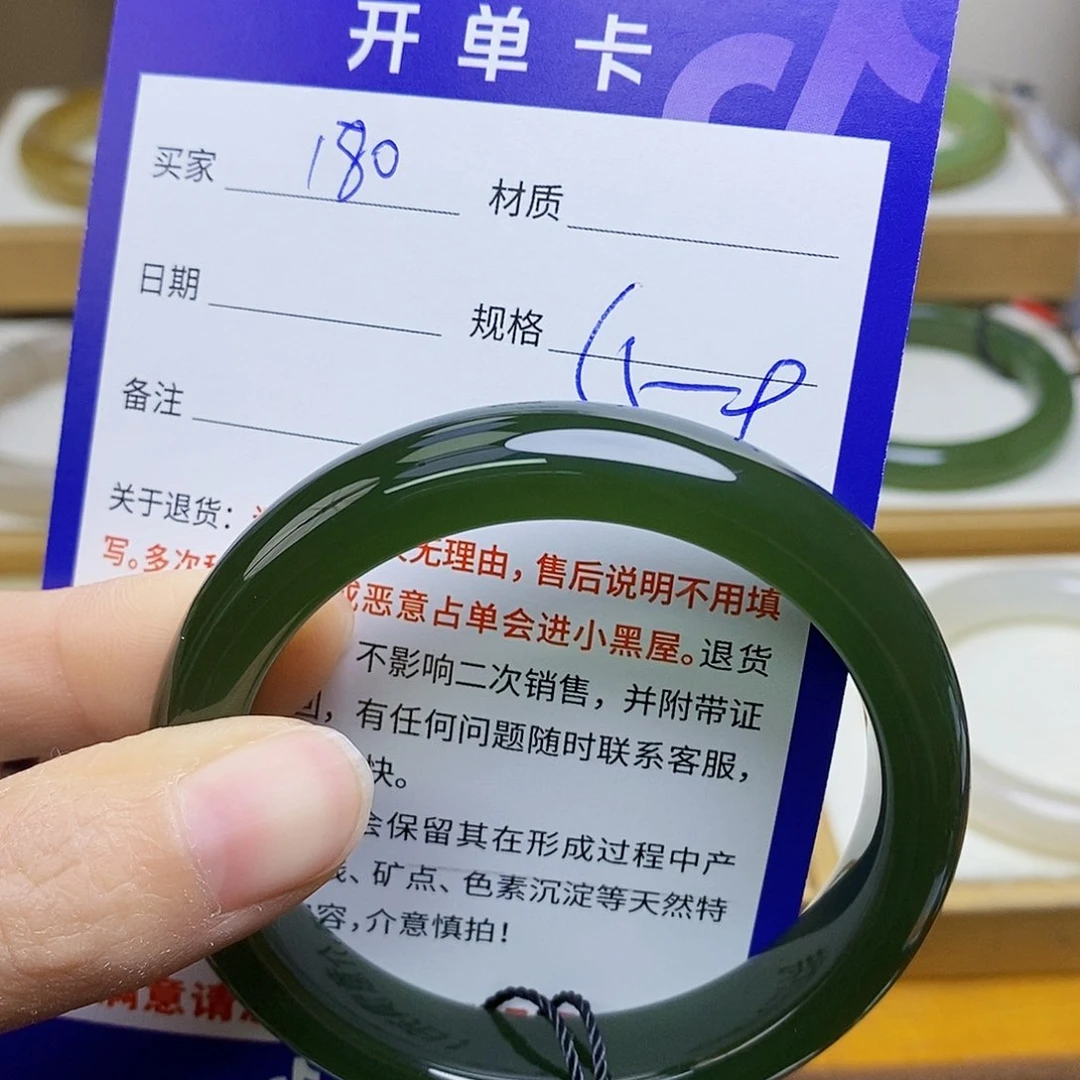 开单卡
买家 180 材质
日期 规格
备注
关于退货：
写。多次 无理由，售后说明不用填
恶意占单会进小黑屋。退货
不影响二次销售，并附带证
，有任何问题随时联系客服，
快。
会保留其在形成过程中产
、矿点、色素沉淀等天然特
容，介意慎拍！
满意请